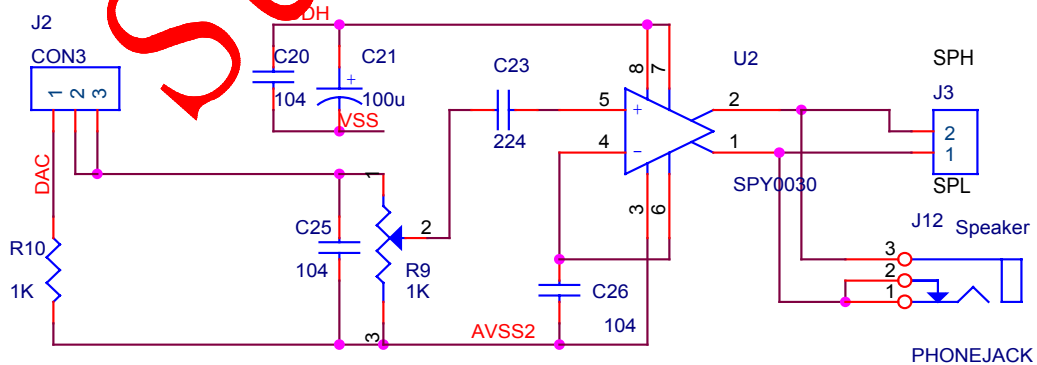 J2
CON3
1
2
3
DAC
R10
1K
DH
C20
104
C21
+
100u
VSS
C23
224
C25
104
1
2
3
R9
1K
AVSS2
C26
104
5
+
4
−
8
7
3
6
2
1
U2
SPY0030
SPH
J3
2
1
SPL
J12
Speaker
3
2
1
PHONEJACK